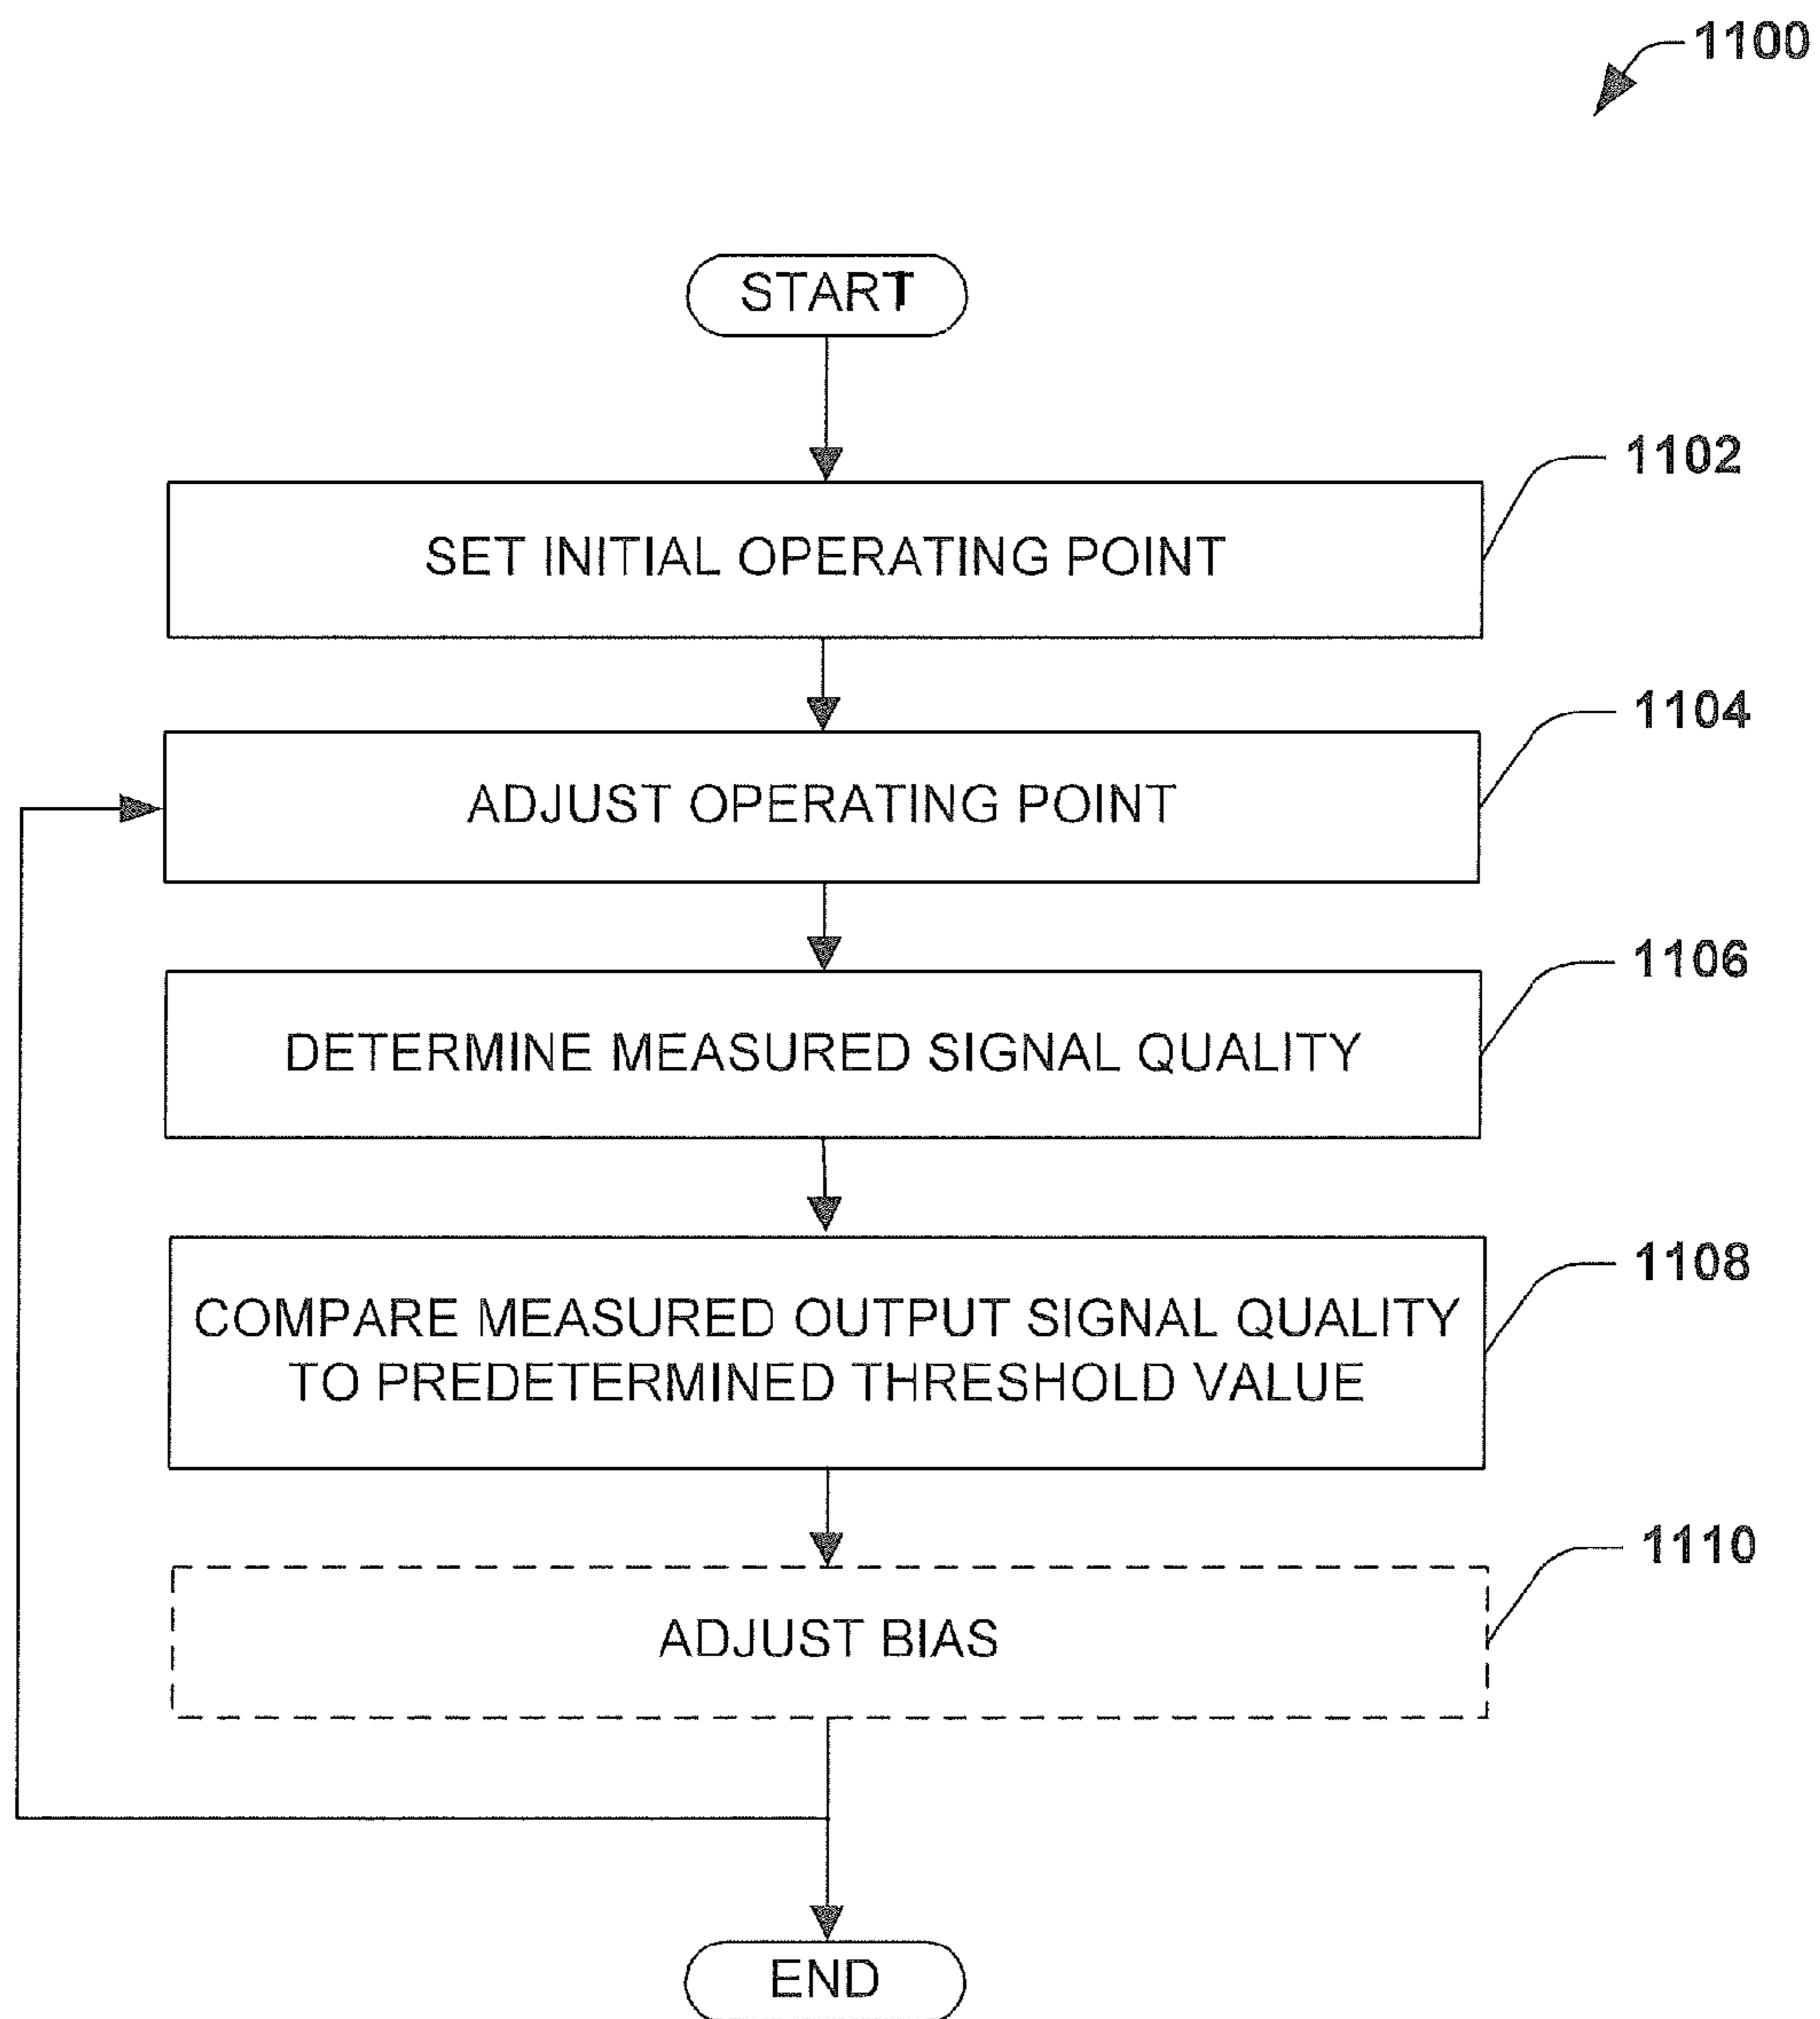 1100
START
1102
SET INITIAL OPERATING POINT
1104
ADJUST OPERATING POINT
1106
DETERMINE MEASURED SIGNAL QUALITY
1108
COMPARE MEASURED OUTPUT SIGNAL QUALITY
TO PREDETERMINED THRESHOLD VALUE
1110
ADJUST BIAS
END